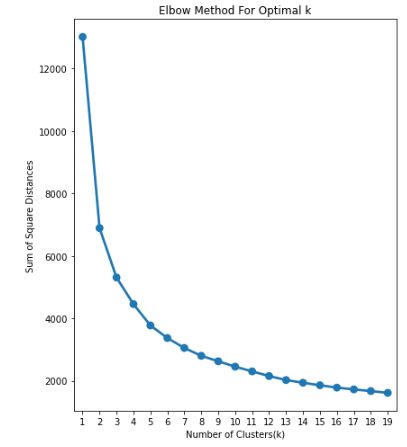 Elbow Method For Optimal k
Sum of Square Distances
12000
10000
8000
6000
4000
2000
1 2 3 4 5 6 7 8 9 10 11 12 13 14 15 16 17 18 19
Number of Clusters(k)